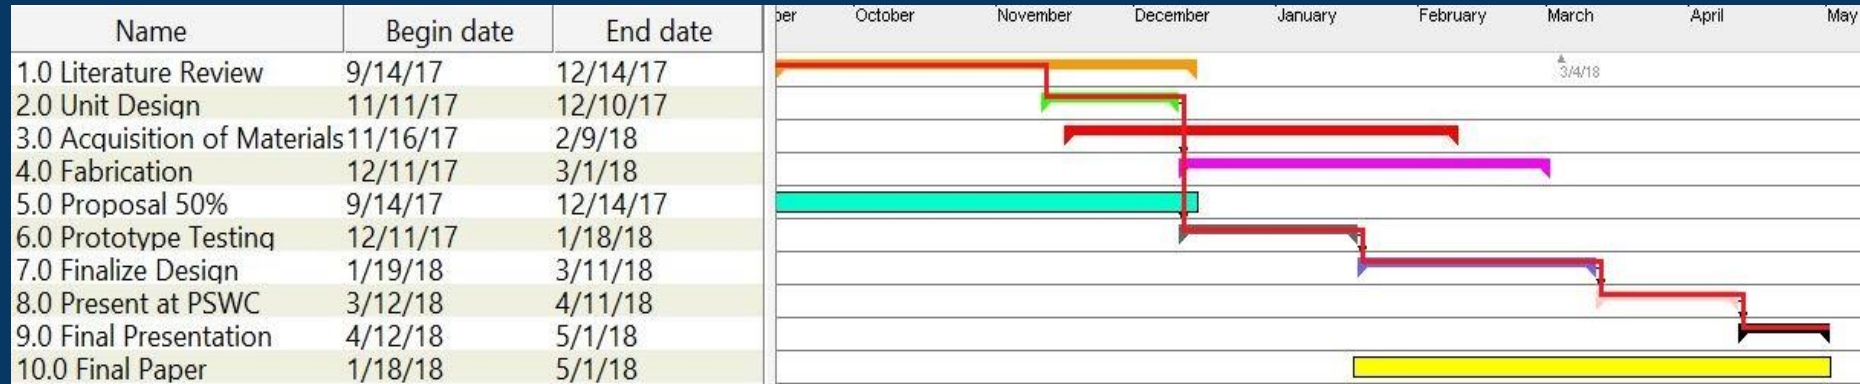 Name Begin date End date ber October November December January February March April May
1.0 Literature Review 9/14/17 12/14/17 3/4/18
2.0 Unit Design 11/11/17 12/10/17
3.0 Acquisition of Materials 11/16/17 2/9/18
4.0 Fabrication 12/11/17 3/1/18
5.0 Proposal 50% 9/14/17 12/14/17
6.0 Prototype Testing 12/11/17 1/18/18
7.0 Finalize Design 1/19/18 3/11/18
8.0 Present at PSWC 3/12/18 4/11/18
9.0 Final Presentation 4/12/18 5/1/18
10.0 Final Paper 1/18/18 5/1/18